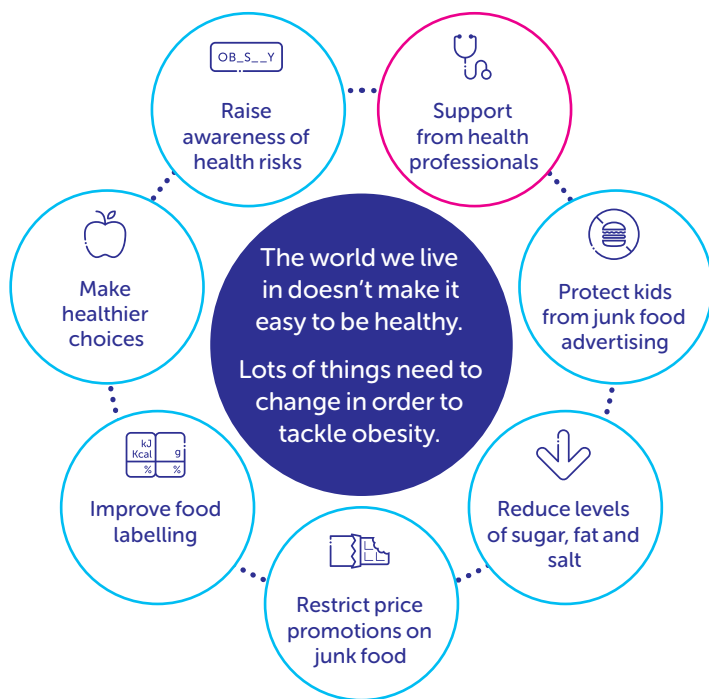 OB_S__Y
Raise
awareness of
health risks
Support
from health
professionals
Protect kids
from junk food
advertising
Reduce levels
of sugar, fat and
salt
Restrict price
promotions on
junk food
kJ
Kcal
g
%
%
Improve food
labelling
Make
healthier
choices
The world we live
in doesn’t make it
easy to be healthy.
Lots of things need to
change in order to
tackle obesity.